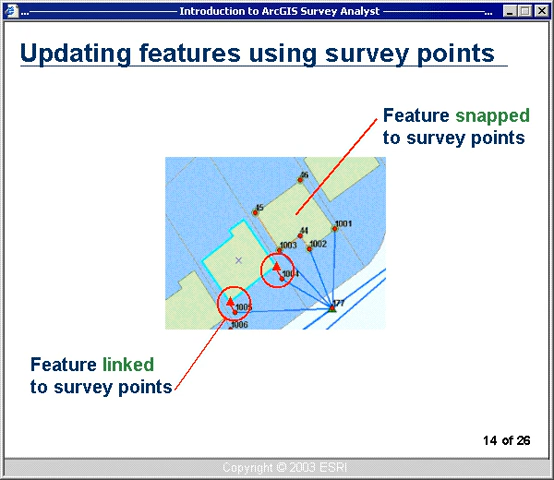 ... Introduction to ArcGIS Survey Analyst ...
Updating features using survey points
Feature snapped
to survey points
46
45
44
1001
1003
1002
1004
177
1005
1006
Feature linked
to survey points
14 of 26
Copyright © 2003 ESRI